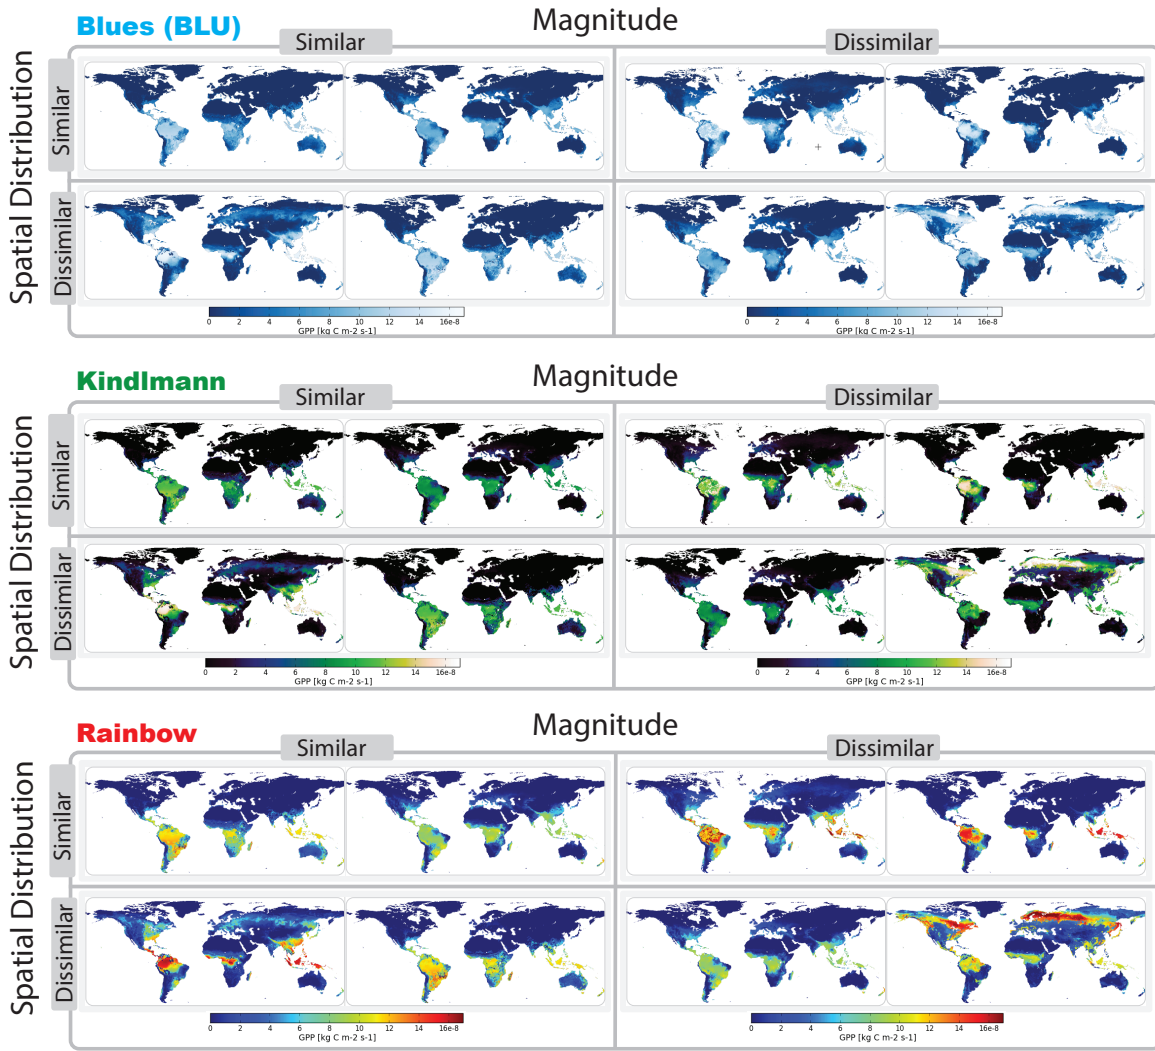 Blues (BLU)
Magnitude
Similar
Dissimilar
Spatial Distribution
Similar
Dissimilar
0 2 4 6 8 10 12 14 16e-8
GPP [kg C m-2 s-1]
0 2 4 6 8 10 12 14 16e-8
GPP [kg C m-2 s-1]
Kindlmann
Magnitude
Similar
Dissimilar
Spatial Distribution
Similar
Dissimilar
0 2 4 6 8 10 12 14 16e-8
GPP [kg C m-2 s-1]
0 2 4 6 8 10 12 14 16e-8
GPP [kg C m-2 s-1]
Rainbow
Magnitude
Similar
Dissimilar
Spatial Distribution
Similar
Dissimilar
0 2 4 6 8 10 12 14 16e-8
GPP [kg C m-2 s-1]
0 2 4 6 8 10 12 14 16e-8
GPP [kg C m-2 s-1]